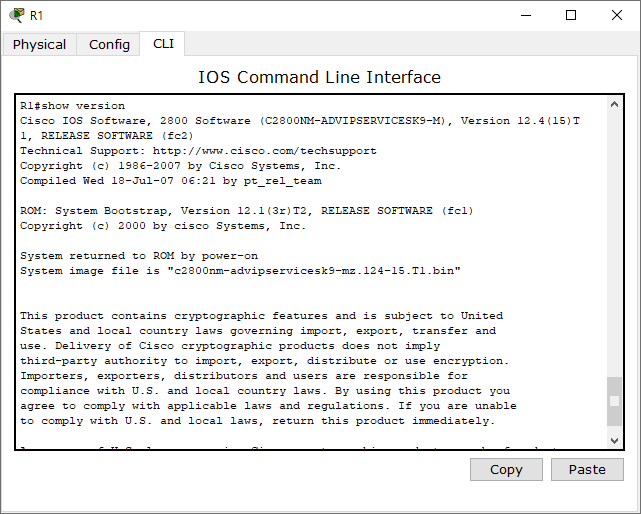 R1
Physical Config CLI
IOS Command Line Interface
R1#show version
Cisco IOS Software, 2800 Software (C2800NM-ADVIPSERVICESK9-M), Version 12.4(15)T
1, RELEASE SOFTWARE (fc2)
Technical Support: http://www.cisco.com/techsupport
Copyright (c) 1986-2007 by Cisco Systems, Inc.
Compiled Wed 18-Jul-07 06:21 by pt_rel_team
ROM: System Bootstrap, Version 12.1(3r)T2, RELEASE SOFTWARE (fc1)
Copyright (c) 2000 by cisco Systems, Inc.
System returned to ROM by power-on
System image file is "c2800nm-advipservicesk9-mz.124-15.T1.bin"
This product contains cryptographic features and is subject to United
States and local country laws governing import, export, transfer and
use. Delivery of Cisco cryptographic products does not imply
third-party authority to import, export, distribute or use encryption.
Importers, exporters, distributors and users are responsible for
compliance with U.S. and local country laws. By using this product you
agree to comply with applicable laws and regulations. If you are unable
to comply with U.S. and local laws, return this product immediately.
Copy Paste